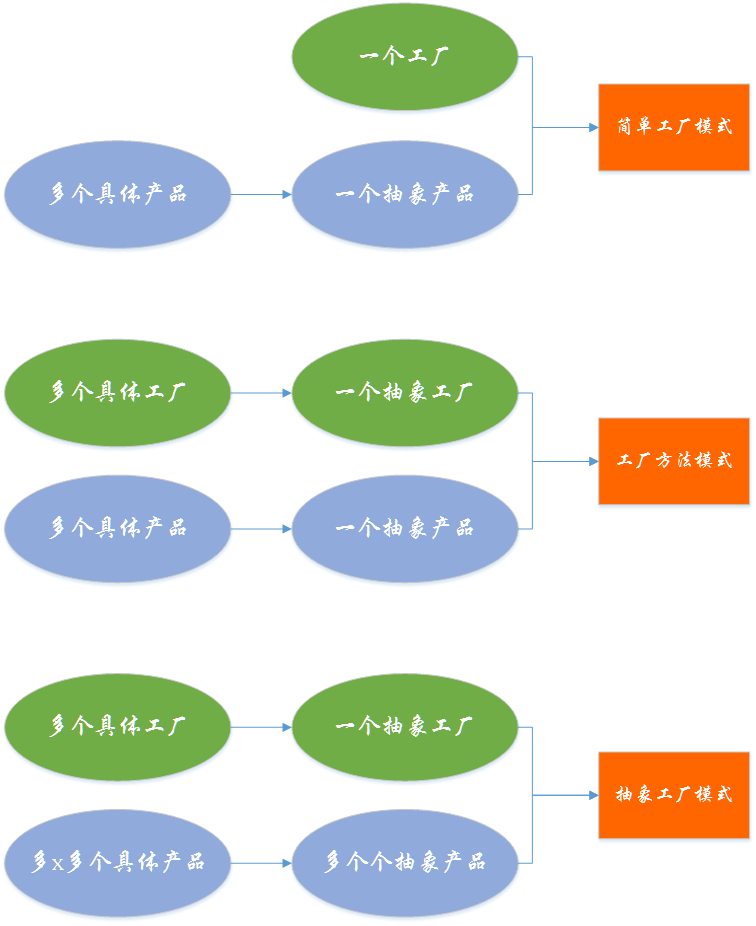 一个工厂
简单工厂模式
多个具体产品
一个抽象产品
多个具体工厂
一个抽象工厂
工厂方法模式
多个具体产品
一个抽象产品
多个具体工厂
一个抽象工厂
抽象工厂模式
多x多个具体产品
多个个抽象产品